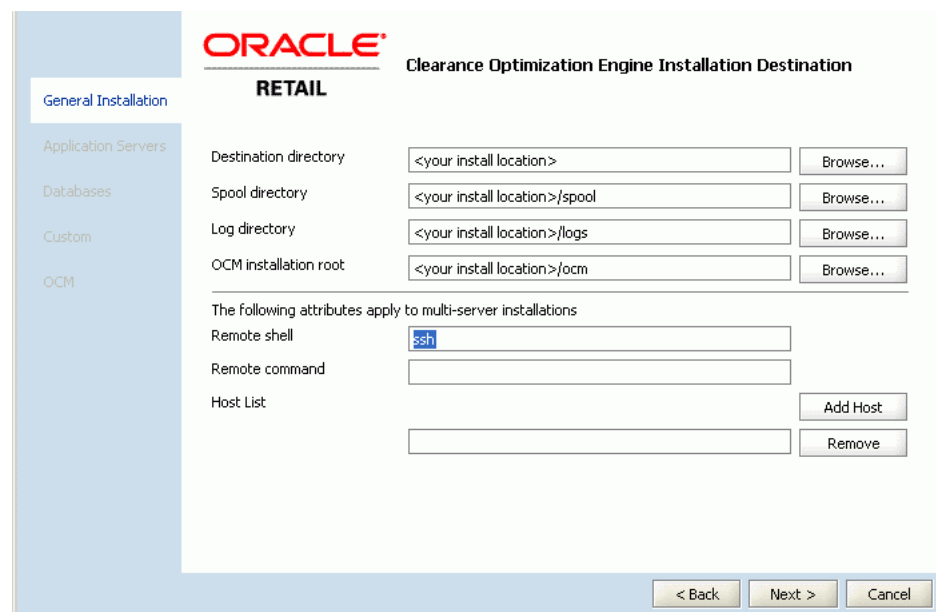 ORACLE®
RETAIL
Clearance Optimization Engine Installation Destination
General Installation
Application Servers
Databases
Custom
OCM
Destination directory
<your install location>
Browse...
Spool directory
<your install location>/spool
Browse...
Log directory
<your install location>/logs
Browse...
OCM installation root
<your install location>/ocm
Browse...
The following attributes apply to multi-server installations
Remote shell
ssh
Remote command
Host List
Add Host
Remove
< Back
Next >
Cancel